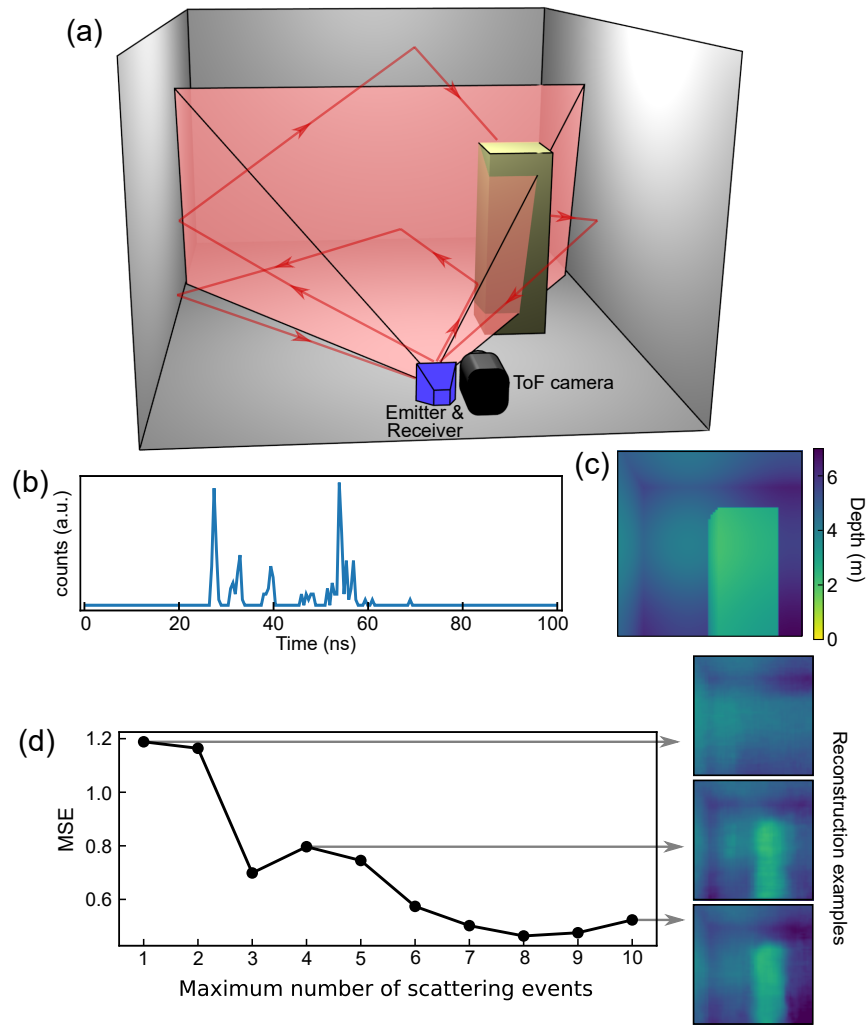 (a)
ToF camera
Emitter &
Receiver
(b)
counts (a.u.)
0 20 40 60 80 100
Time (ns)
(c)
6
4
2
0
Depth (m)
(d)
MSE
1.2
1.0
0.8
0.6
1 2 3 4 5 6 7 8 9 10
Maximum number of scattering events
Reconstruction examples